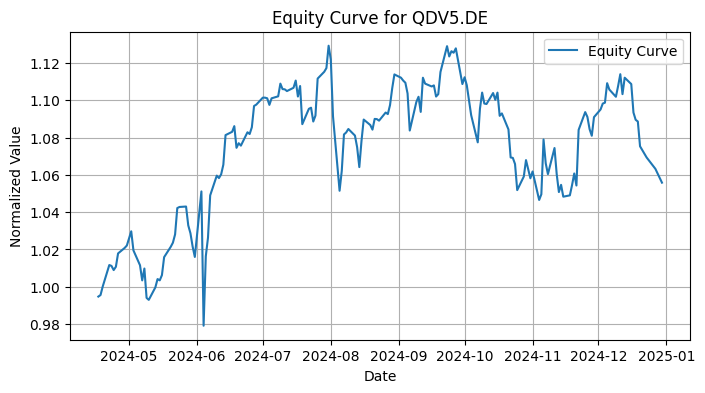 Equity Curve for QDV5.DE
Equity Curve
Normalized Value
1.12
1.10
1.08
1.06
1.04
1.02
1.00
0.98
2024-05 2024-06 2024-07 2024-08 2024-09 2024-10 2024-11 2024-12 2025-01
Date